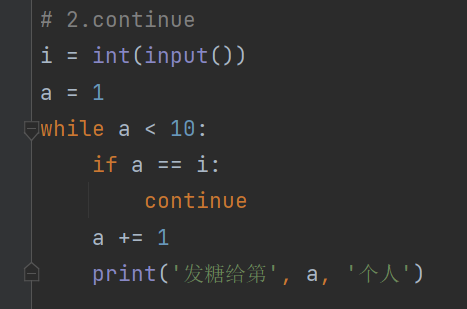 # 2.continue
i = int(input())
a = 1
while a < 10:
    if a == i:
        continue
    a += 1
    print('发糖给第', a, '个人')